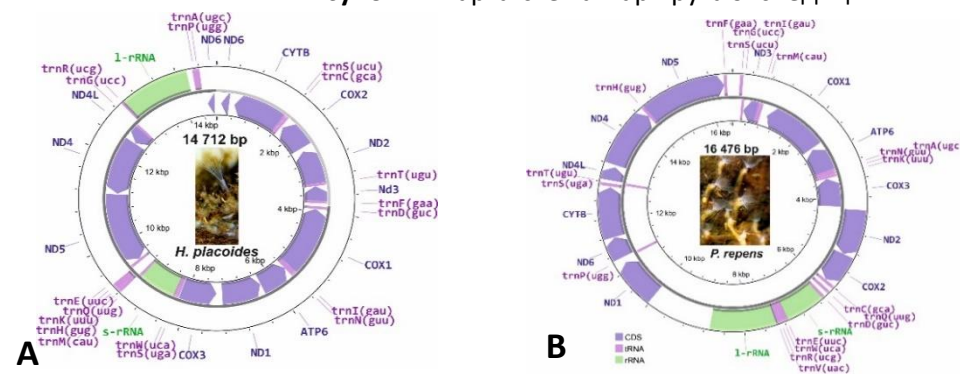 trnA(ugc)
trnP(ugg)
ND6 ND6
CYTB
l-rRNA
trnS(ucu)
trnC(gca)
trnR(ucg)
trnG(ucc)
COX2
ND4L
ND4
ND2
trnT(ugu)
Nd3
trnF(gaa)
trnD(guc)
COX1
ND5
trnI(gau)
trnN(guu)
ATP6
trnE(uuc)
trnQ(uug)
trnK(uuu)
trnH(gug)
trnM(cau)
s-rRNA
trnW(uca)
trnS(uga)
COX3
ND1
14 kbp
14 712 bp
2 kbp
12 kbp
4 kbp
10 kbp
H. placoides
8 kbp
6 kbp
A
trnF(gaa)
trnI(gau)
trnG(ucc)
trnS(ucu)
ND3
trnM(cau)
ND5
COX1
trnH(gug)
ND4
ATP6
trnA(ugc)
trnN(guu)
trnK(uuu)
COX3
ND4L
trnT(ugu)
trnS(uga)
CYTB
ND2
ND6
trnP(ugg)
COX2
ND1
trnC(gca)
trnQ(uug)
trnD(guc)
s-rRNA
trnE(uuc)
trnW(uca)
trnR(ucg)
trnV(uac)
l-rRNA
16 kbp
16 476 bp
2 kbp
14 kbp
4 kbp
12 kbp
P. repens
10 kbp
6 kbp
8 kbp
CDS
tRNA
rRNA
B